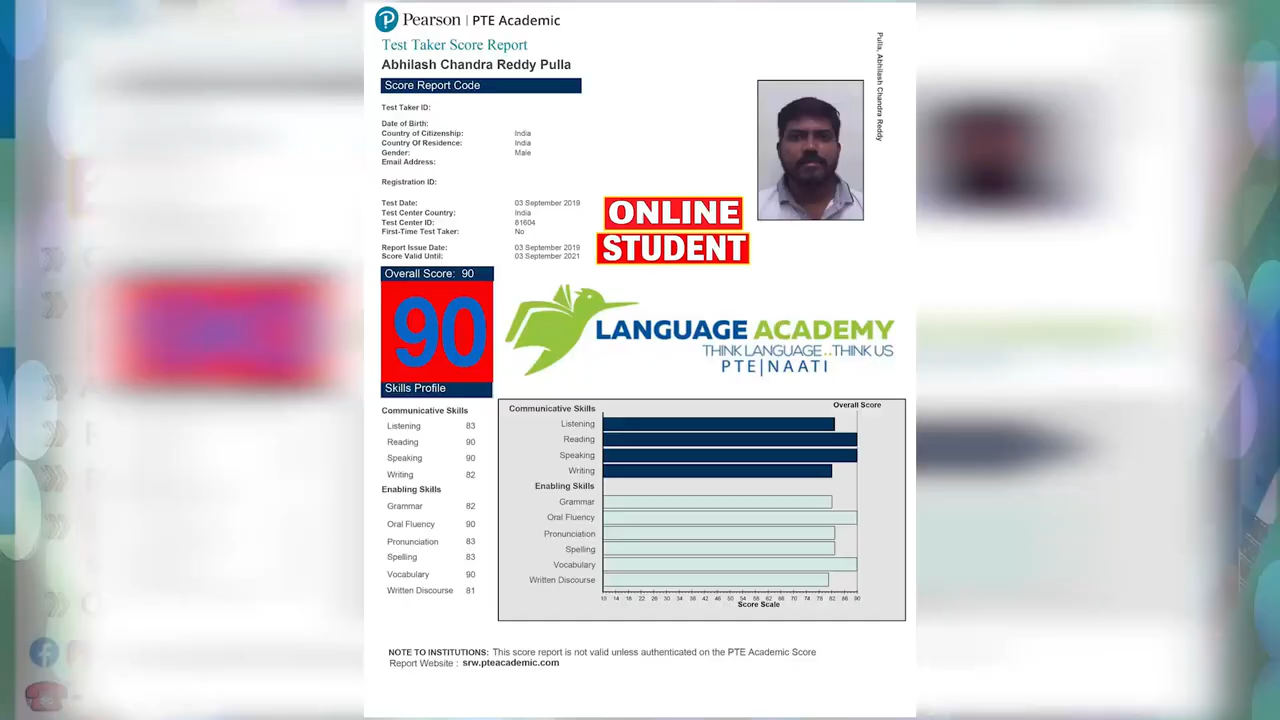 Pearson | PTE Academic
Test Taker Score Report
Abhilash Chandra Reddy Pulla
Score Report Code
Pulla, Abhilash Chandra Reddy
Test Taker ID:
Date of Birth:
Country of Citizenship: India
Country Of Residence: India
Gender: Male
Email Address:
Registration ID:
Test Date: 03 September 2019
Test Center Country: India
Test Center ID: 81604
First-Time Test Taker: No
Report Issue Date: 03 September 2019
Score Valid Until: 03 September 2021
ONLINE
STUDENT
Overall Score: 90
90
LANGUAGE ACADEMY
THINK LANGUAGE..THINK US
PTE|NAATI
Skills Profile
Communicative Skills
Listening 83
Reading 90
Speaking 90
Writing 82
Enabling Skills
Grammar 82
Oral Fluency 90
Pronunciation 83
Spelling 83
Vocabulary 90
Written Discourse 81
Overall Score
Communicative Skills
Listening
Reading
Speaking
Writing
Enabling Skills
Grammar
Oral Fluency
Pronunciation
Spelling
Vocabulary
Written Discourse
10 14 18 22 26 30 34 38 42 46 50 54 58 62 66 70 74 78 82 86 90
Score Scale
NOTE TO INSTITUTIONS: This score report is not valid unless authenticated on the PTE Academic Score
Report Website : srw.pteacademic.com